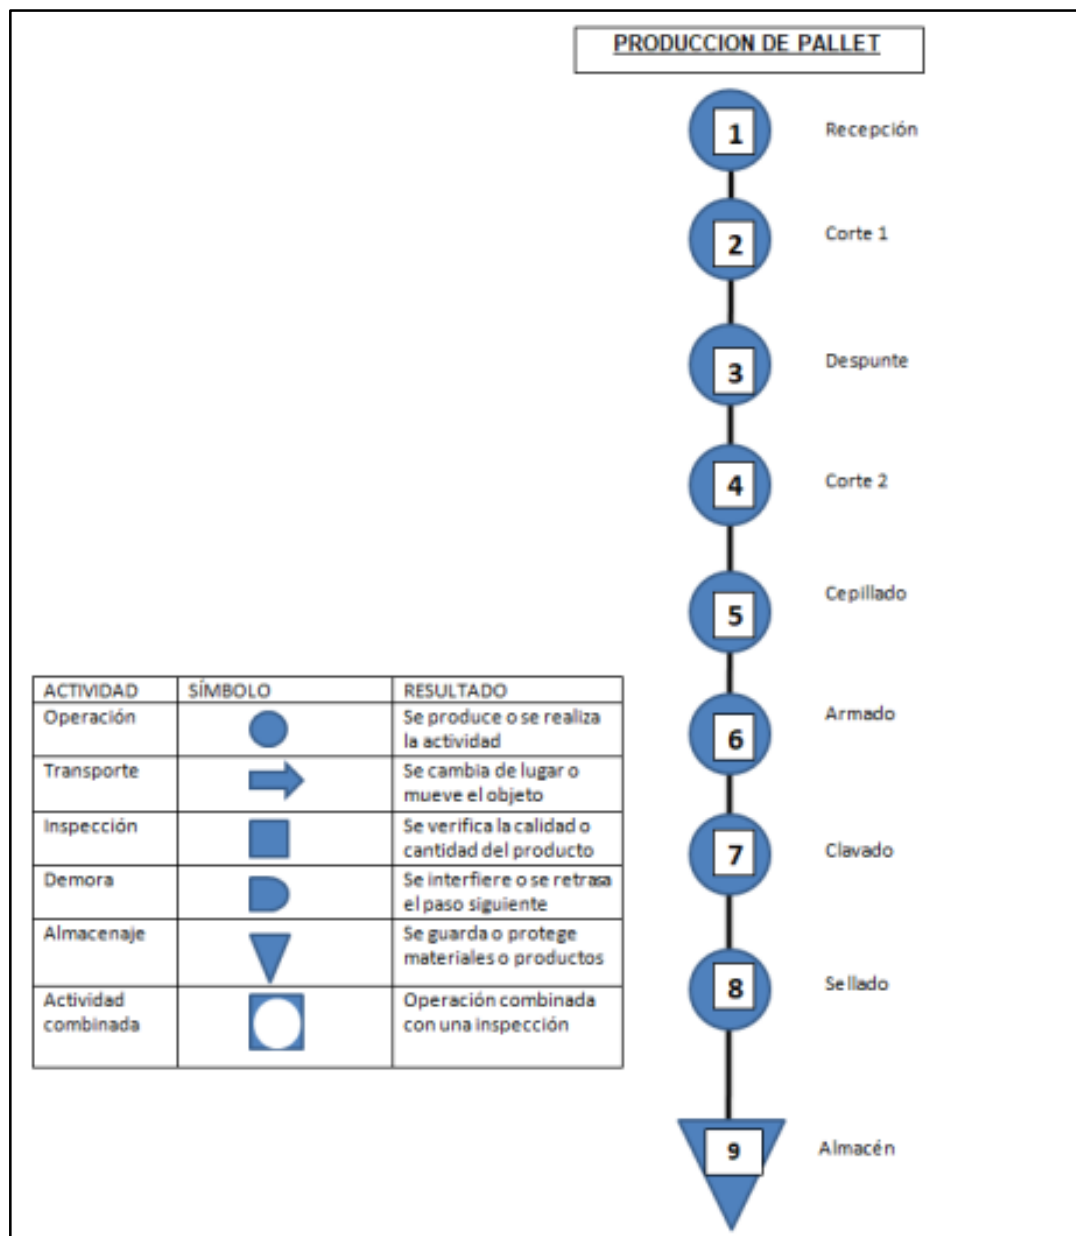 PRODUCCION DE PALLET
1 Recepción
2 Corte 1
3 Despunte
4 Corte 2
5 Cepillado
6 Armado
7 Clavado
8 Sellado
9 Almacén
ACTIVIDAD SÍMBOLO RESULTADO
Operación Se produce o se realiza
la actividad
Transporte Se cambia de lugar o
mueve el objeto
Inspección Se verifica la calidad o
cantidad del producto
Demora Se interfiere o se retrasa
el paso siguiente
Almacenaje Se guarda o protege
materiales o productos
Actividad Operación combinada
combinada con una inspección